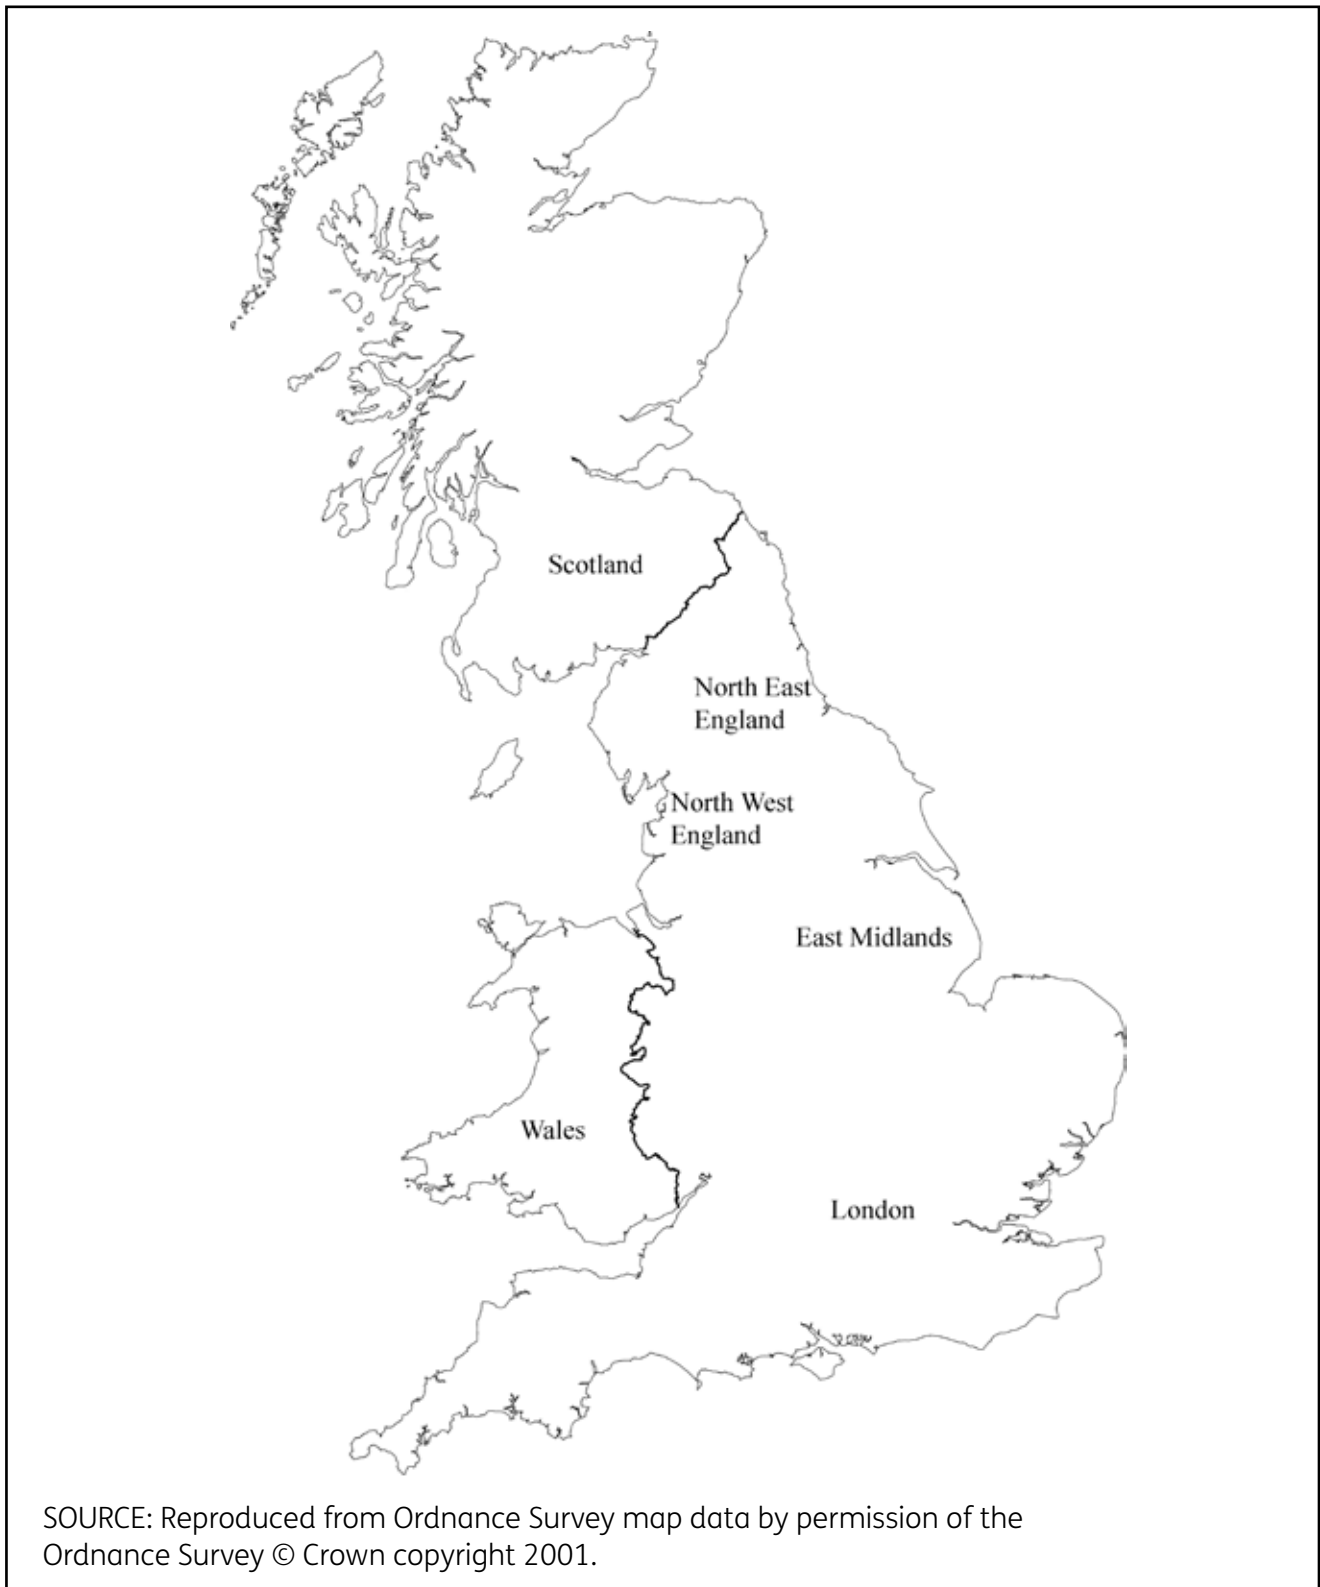 Scotland
North East
England
North West
England
East Midlands
Wales
London
SOURCE: Reproduced from Ordnance Survey map data by permission of the
Ordnance Survey © Crown copyright 2001.